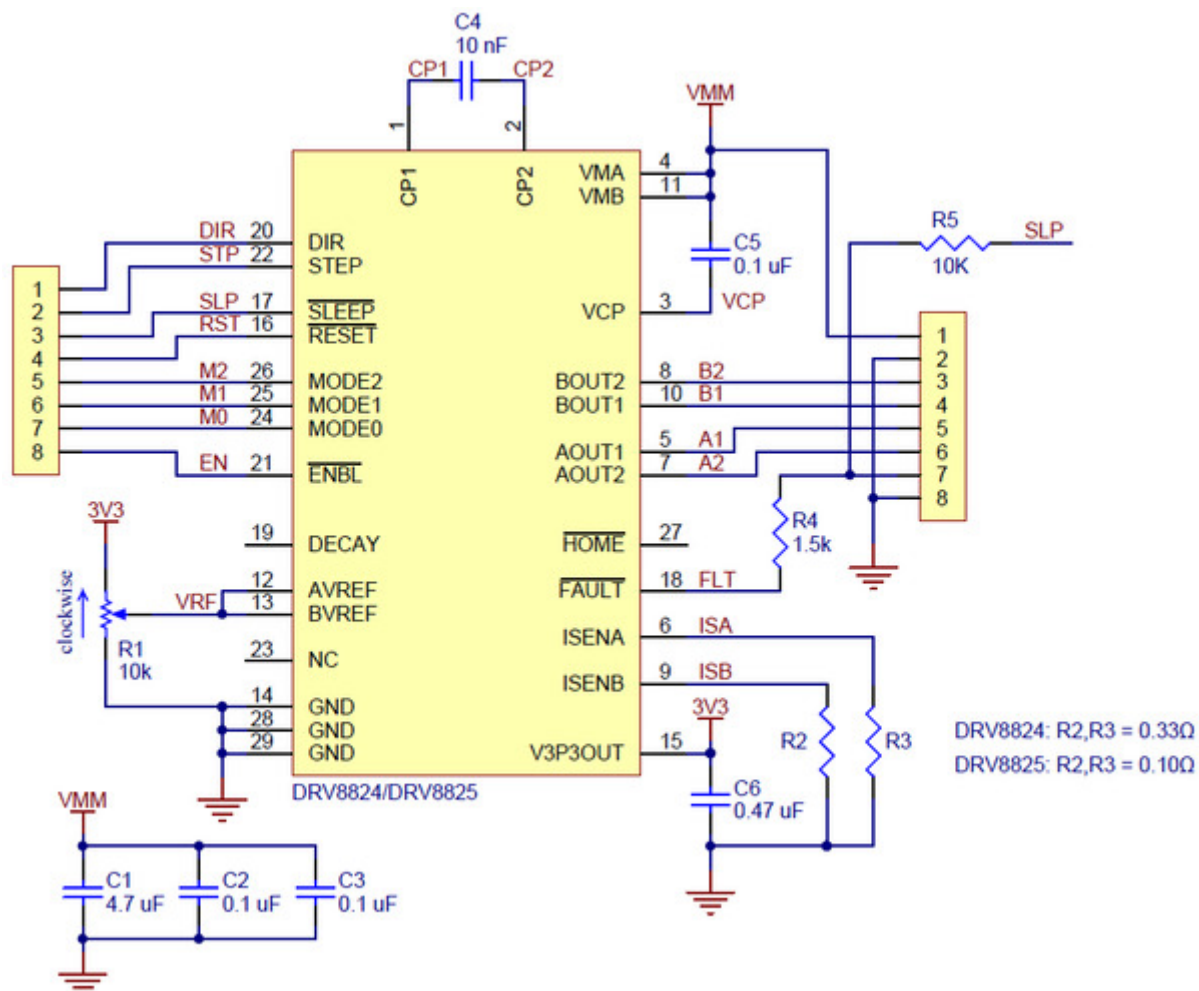 C4
10 nF
CP1
CP2
1
2
CP1
CP2
VMM
VMA
4
VMB
11
C5
0.1 uF
VCP
3
VCP
R5
10K
SLP
DIR
20
DIR
STP
22
STEP
SLP
17
SLEEP
RST
16
RESET
M2
26
MODE2
M1
25
MODE1
M0
24
MODE0
EN
21
ENBL
1
2
3
4
5
6
7
8
BOUT2
8
B2
BOUT1
10
B1
AOUT1
5
A1
AOUT2
7
A2
1
2
3
4
5
6
7
8
3V3
clockwise
VRF
R1
10k
19
DECAY
12
AVREF
13
BVREF
23
NC
14
GND
28
GND
29
GND
HOME
27
R4
1.5k
FAULT
18
FLT
ISENA
6
ISA
ISENB
9
ISB
3V3
V3P3OUT
15
R2
R3
C6
0.47 uF
DRV8824: R2,R3 = 0.33Ω
DRV8825: R2,R3 = 0.10Ω
DRV8824/DRV8825
VMM
C1
4.7 uF
C2
0.1 uF
C3
0.1 uF